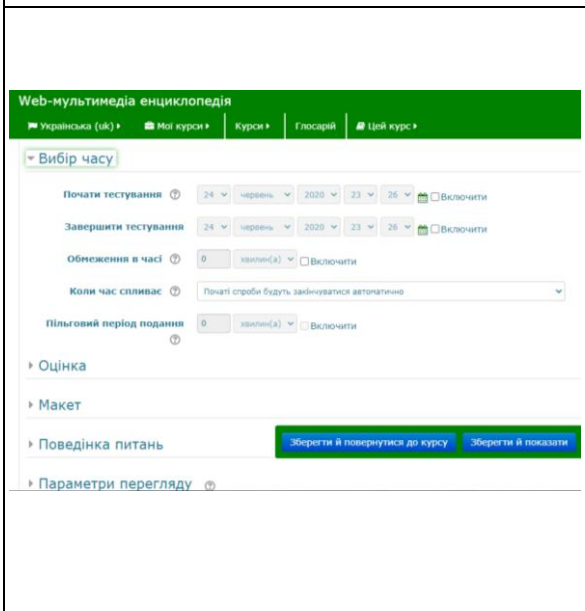 Web-мультимедіа енциклопедія
Українська (uk) Мої курси Курси Глосарій Цей курс
Вибір часу
Почати тестування 24 червень 2020 23 26 Включити
Завершити тестування 24 червень 2020 23 26 Включити
Обмеження в часі 0 хвилин(а) Включити
Коли час спливає Початі спроби будуть закінчуватися автоматично
Пільговий період подання 0 хвилин(а) Включити
Оцінка
Макет
Поведінка питань Зберегти й повернутися до курсу Зберегти й показати
Параметри перегляду